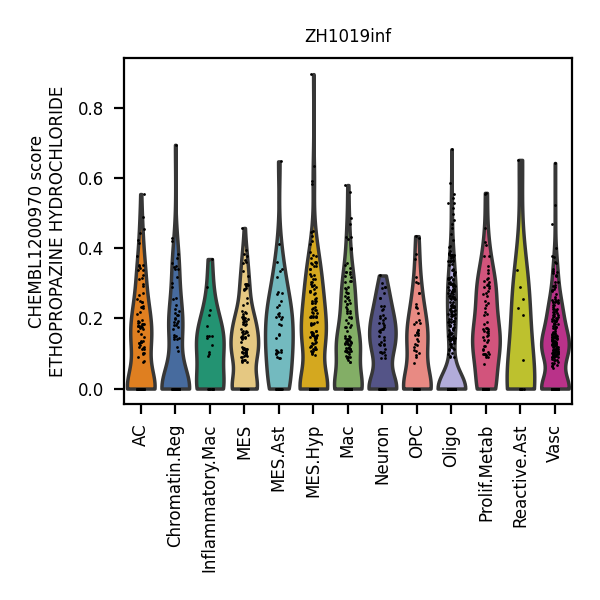 ZH1019inf
CHEMBL1200970 score
ETHOPROPAZINE HYDROCHLORIDE
0.8
0.6
0.4
0.2
0.0
AC
Chromatin.Reg
Inflammatory.Mac
MES
MES.Ast
MES.Hyp
Mac
Neuron
OPC
Oligo
Prolif.Metab
Reactive.Ast
Vasc